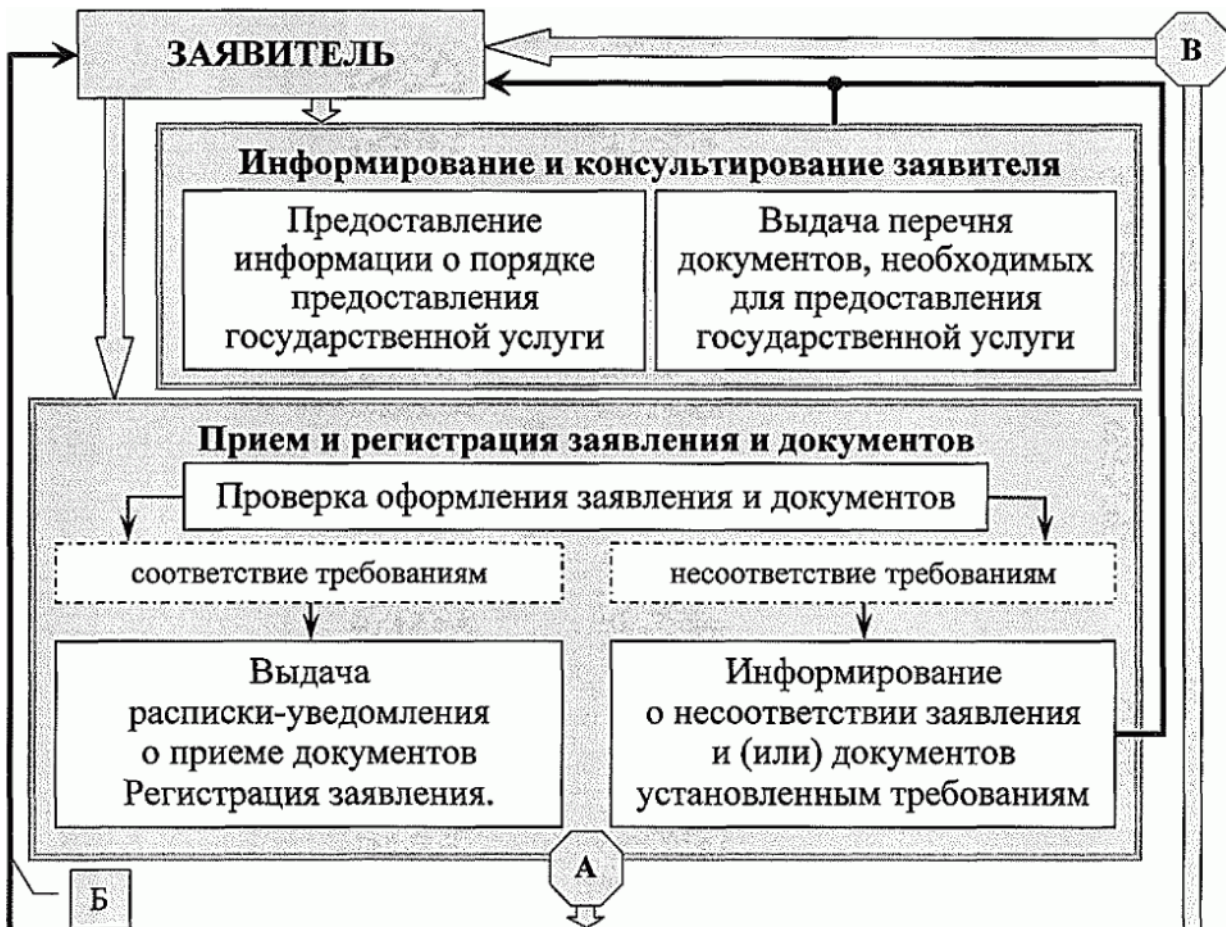 ЗАЯВИТЕЛЬ
В
Информирование и консультирование заявителя
Предоставление
информации о порядке
предоставления
государственной услуги
Выдача перечня
документов, необходимых
для предоставления
государственной услуги
Прием и регистрация заявления и документов
Проверка оформления заявления и документов
соответствие требованиям
несоответствие требованиям
Выдача
расписки-уведомления
о приеме документов
Регистрация заявления.
Информирование
о несоответствии заявления
и (или) документов
установленным требованиям
А
Б